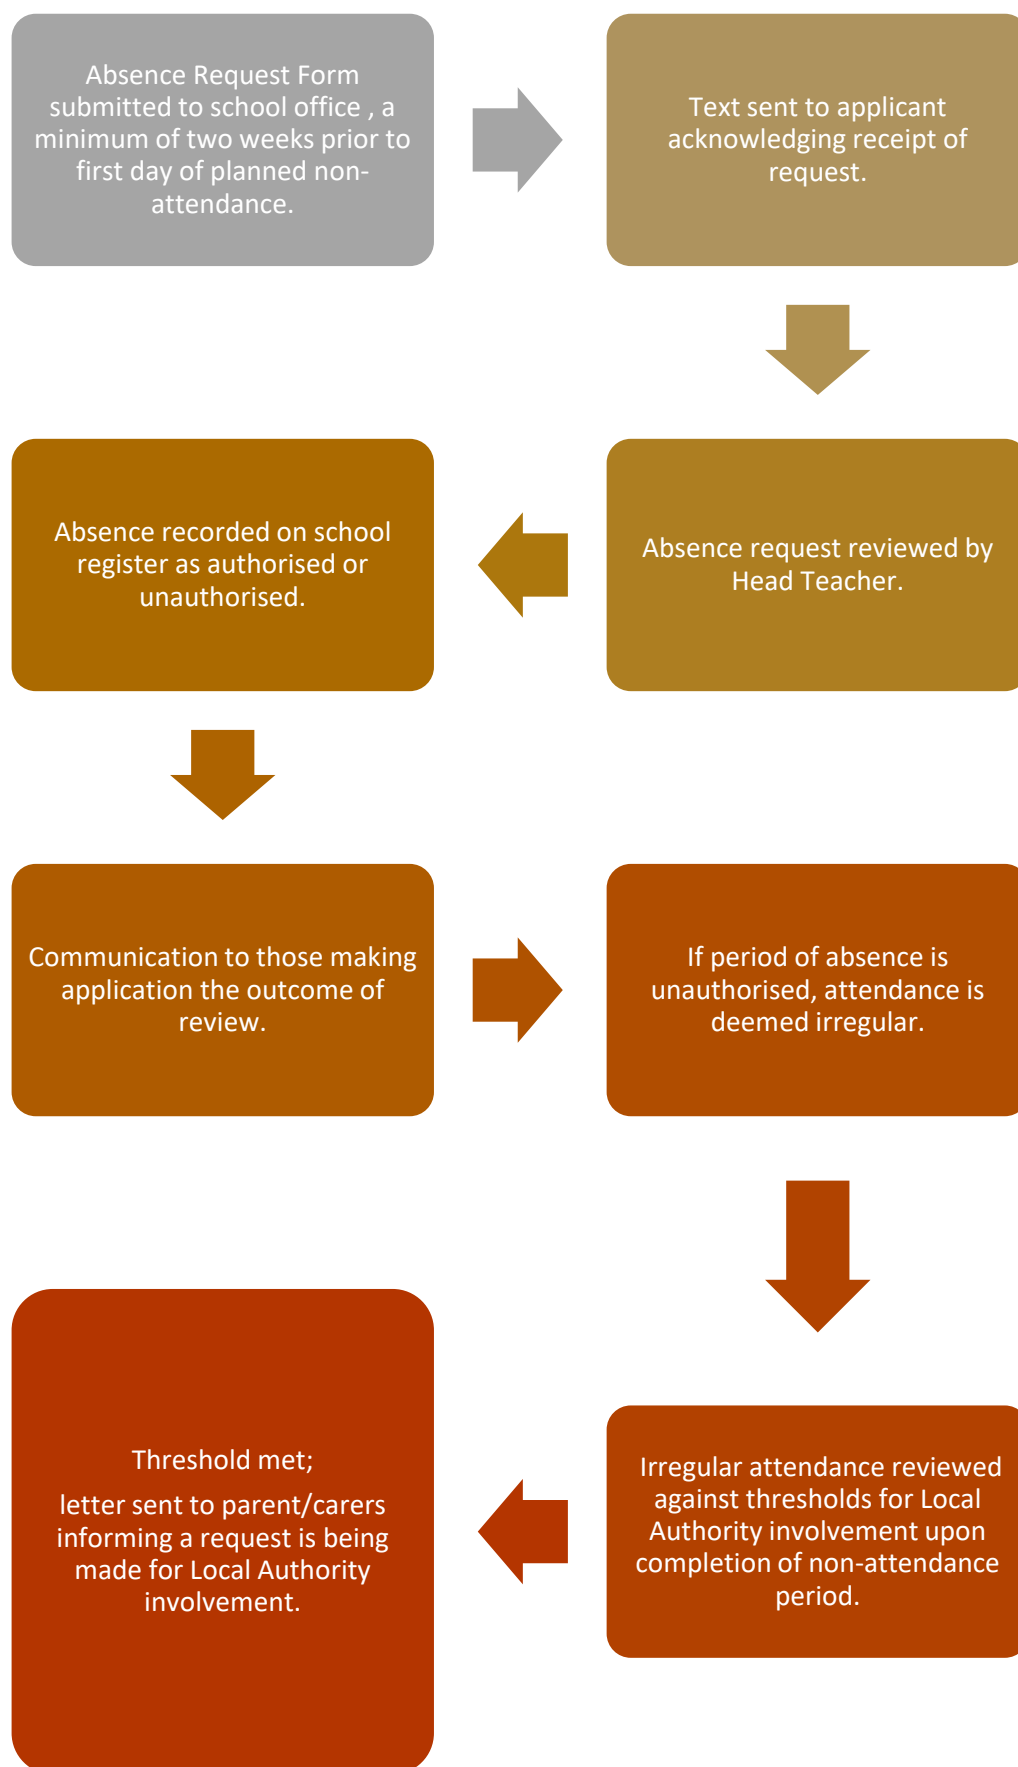 Absence Request Form
submitted to school office , a
minimum of two weeks prior to
first day of planned non-
attendance.
Text sent to applicant
acknowledging receipt of
request.
Absence request reviewed by
Head Teacher.
Absence recorded on school
register as authorised or
unauthorised.
Communication to those making
application the outcome of
review.
If period of absence is
unauthorised, attendance is
deemed irregular.
Irregular attendance reviewed
against thresholds for Local
Authority involvement upon
completion of non-attendance
period.
Threshold met;
letter sent to parent/carers
informing a request is being
made for Local Authority
involvement.